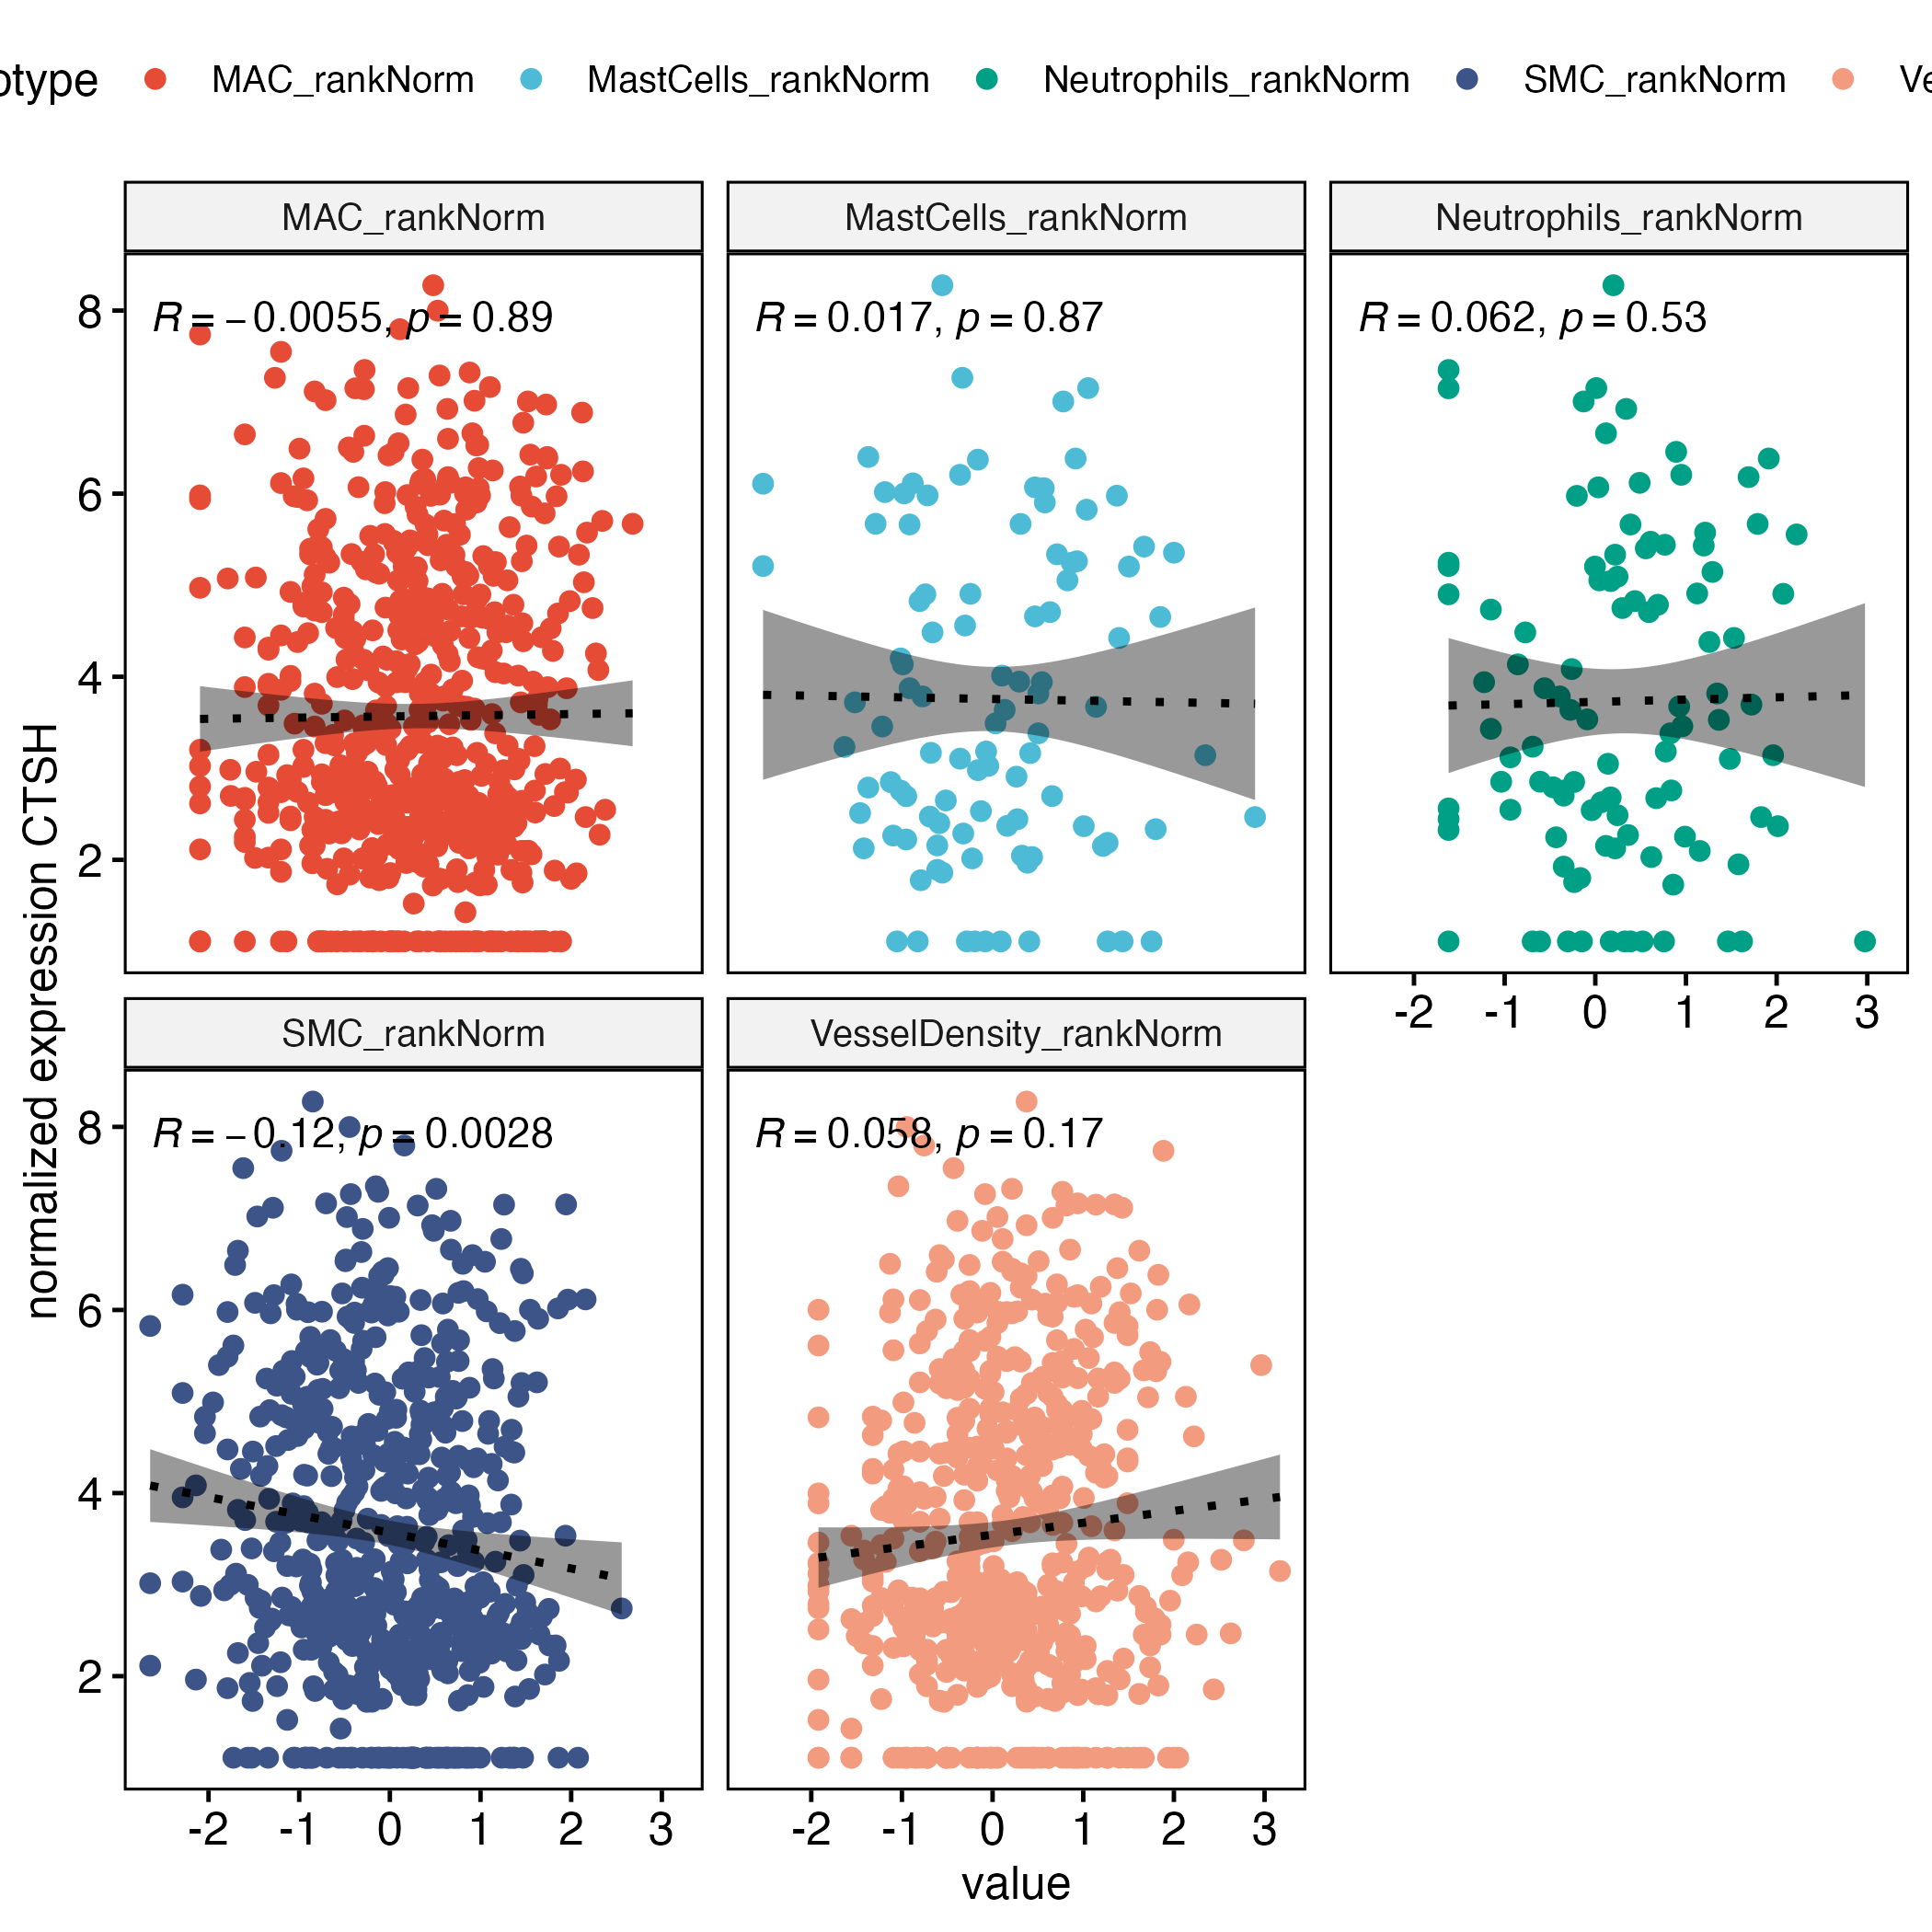 otype MAC_rankNorm MastCells_rankNorm Neutrophils_rankNorm SMC_rankNorm Ve
MAC_rankNorm MastCells_rankNorm Neutrophils_rankNorm
R = −0.0055, p = 0.89 R = 0.017, p = 0.87 R = 0.062, p = 0.53
8
6
4
2
-2 -1 0 1 2 3
normalized expression CTSH
SMC_rankNorm VesselDensity_rankNorm
R = −0.12, p = 0.0028 R = 0.058, p = 0.17
8
6
4
2
-2 -1 0 1 2 3 -2 -1 0 1 2 3
value